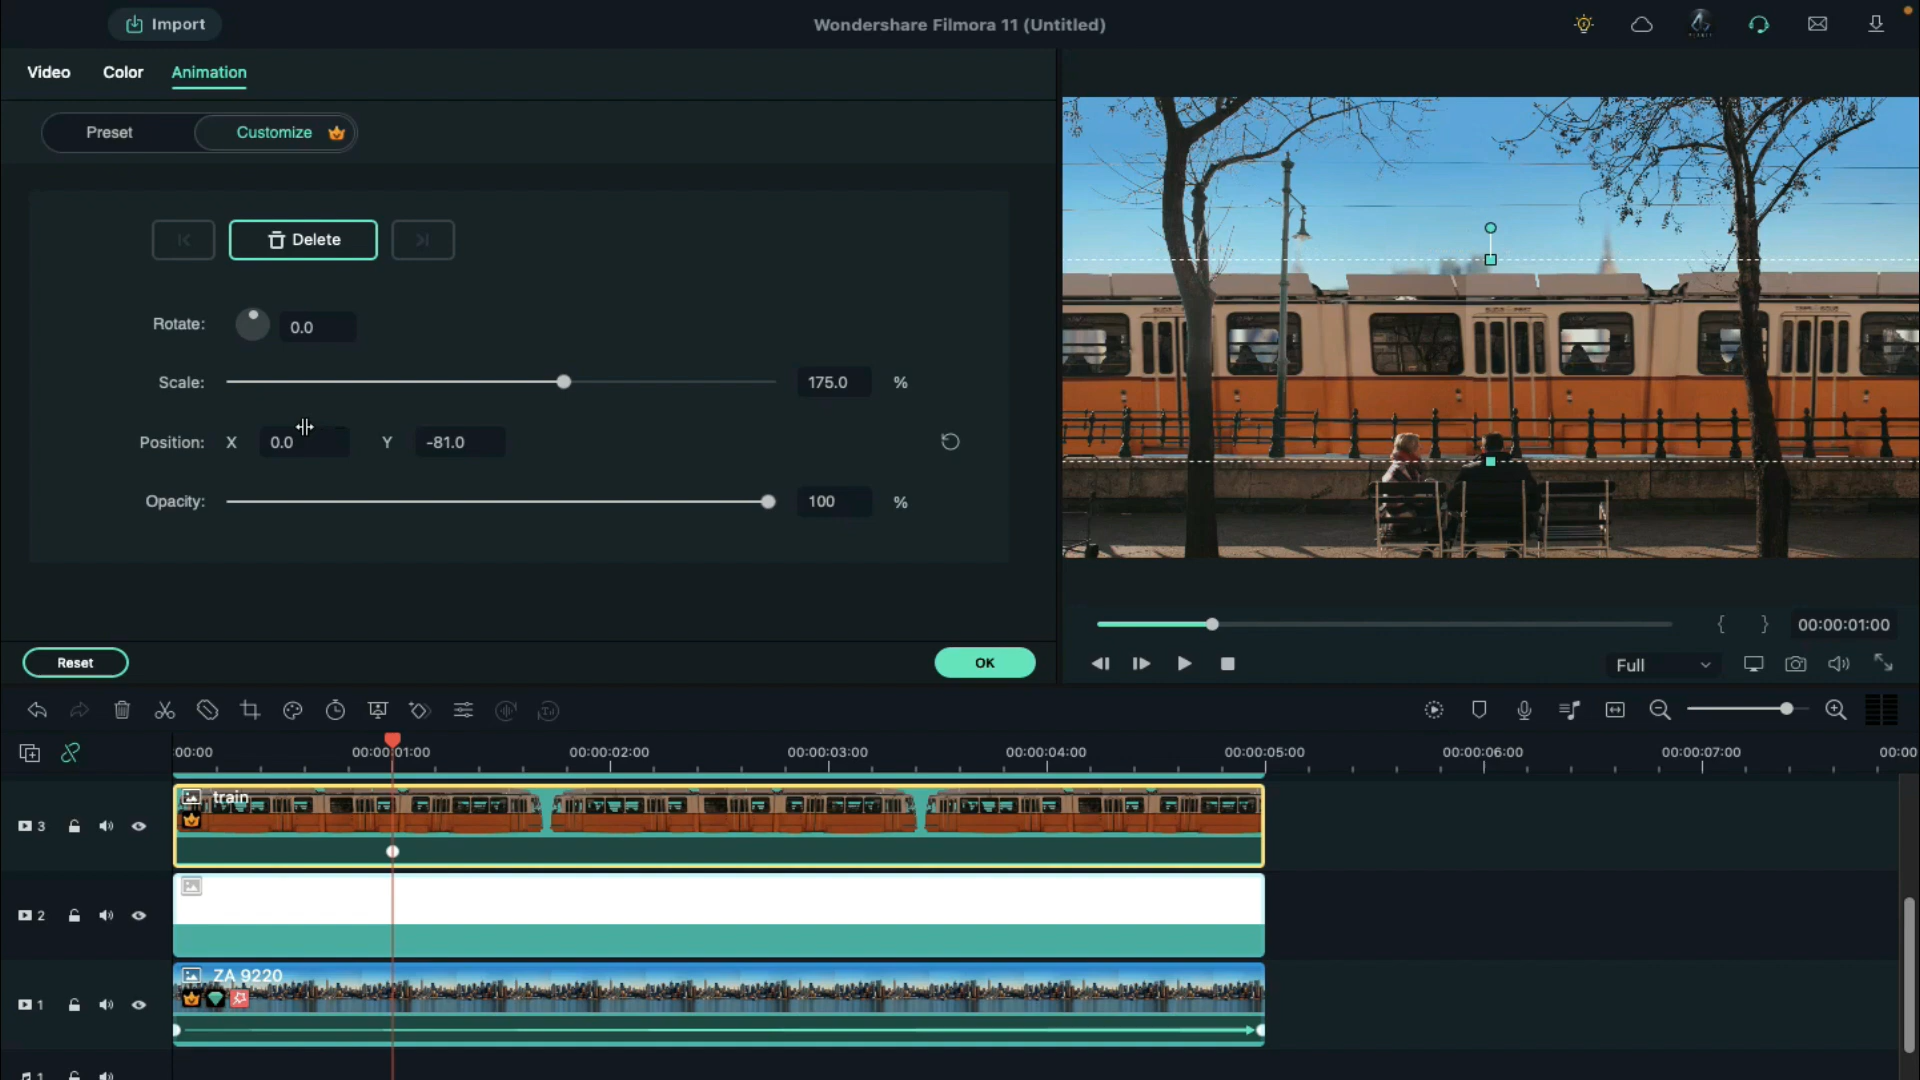 Import
Wondershare Filmora 11 (Untitled)
Video
Color
Animation
Preset
Customize
Delete
Rotate:
0.0
Scale:
175.0
%
Position:
X
0.0
Y
-81.0
Opacity:
100
%
Reset
OK
{ }
00:00:01:00
Full
:00:00
00:00:01:00
00:00:02:00
00:00:03:00
00:00:04:00
00:00:05:00
00:00:06:00
00:00:07:00
00:00
train
3
2
ZA 9220
1
1